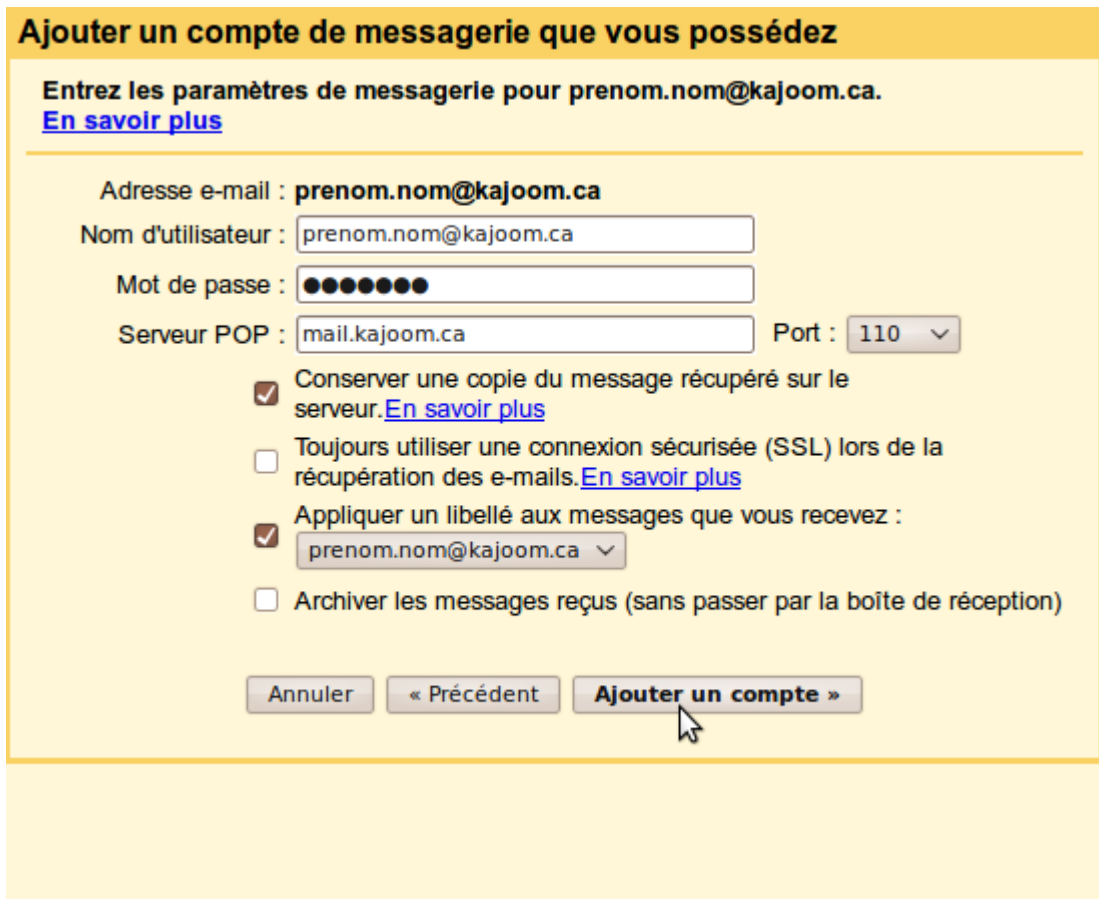 Ajouter un compte de messagerie que vous possédez
Entrez les paramètres de messagerie pour prenom.nom@kajoom.ca.
En savoir plus
Adresse e-mail : prenom.nom@kajoom.ca
Nom d'utilisateur : prenom.nom@kajoom.ca
Mot de passe : ●●●●●●●
Serveur POP : mail.kajoom.ca Port : 110
Conserver une copie du message récupéré sur le
serveur.En savoir plus
Toujours utiliser une connexion sécurisée (SSL) lors de la
récupération des e-mails.En savoir plus
Appliquer un libellé aux messages que vous recevez :
prenom.nom@kajoom.ca
Archiver les messages reçus (sans passer par la boîte de réception)
Annuler « Précédent Ajouter un compte »